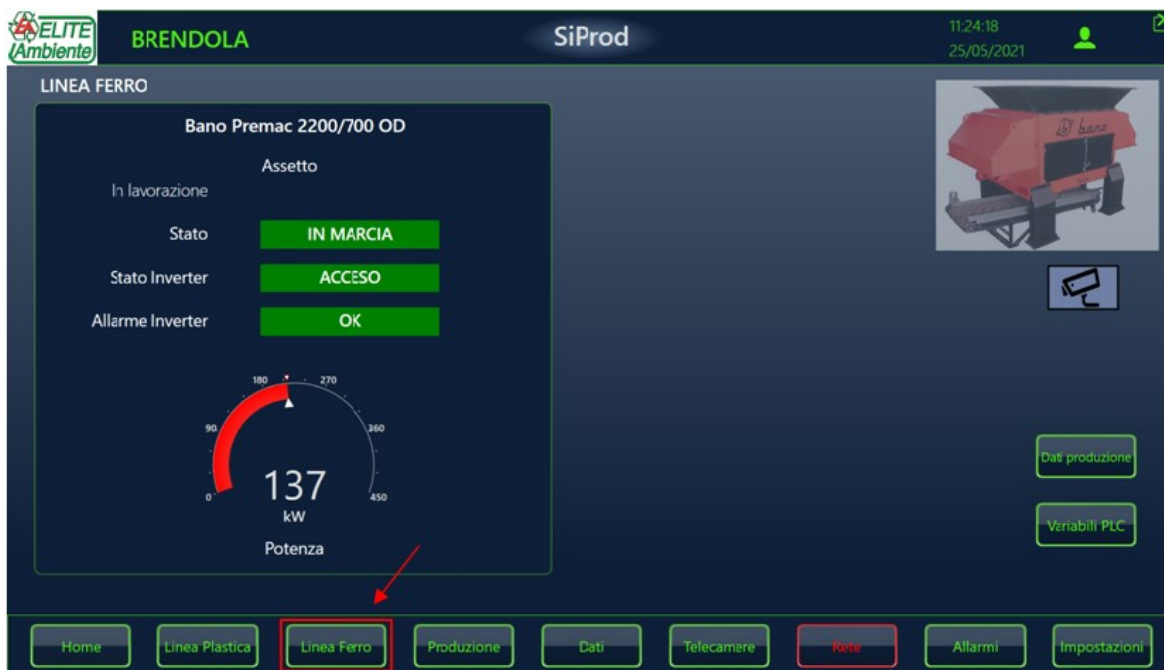 ELITE
Ambiente
BRENDOLA
SiProd
11:24:18
25/05/2021
LINEA FERRO
Bano Premac 2200/700 OD
Assetto
In lavorazione
Stato IN MARCIA
Stato Inverter ACCESO
Allarme Inverter OK
180 270
90 360
0 450
137
kW
Potenza
bano
Dati produzione
Variabili PLC
Home Linea Plastica Linea Ferro Produzione Dati Telecamere Rete Allarmi Impostazioni